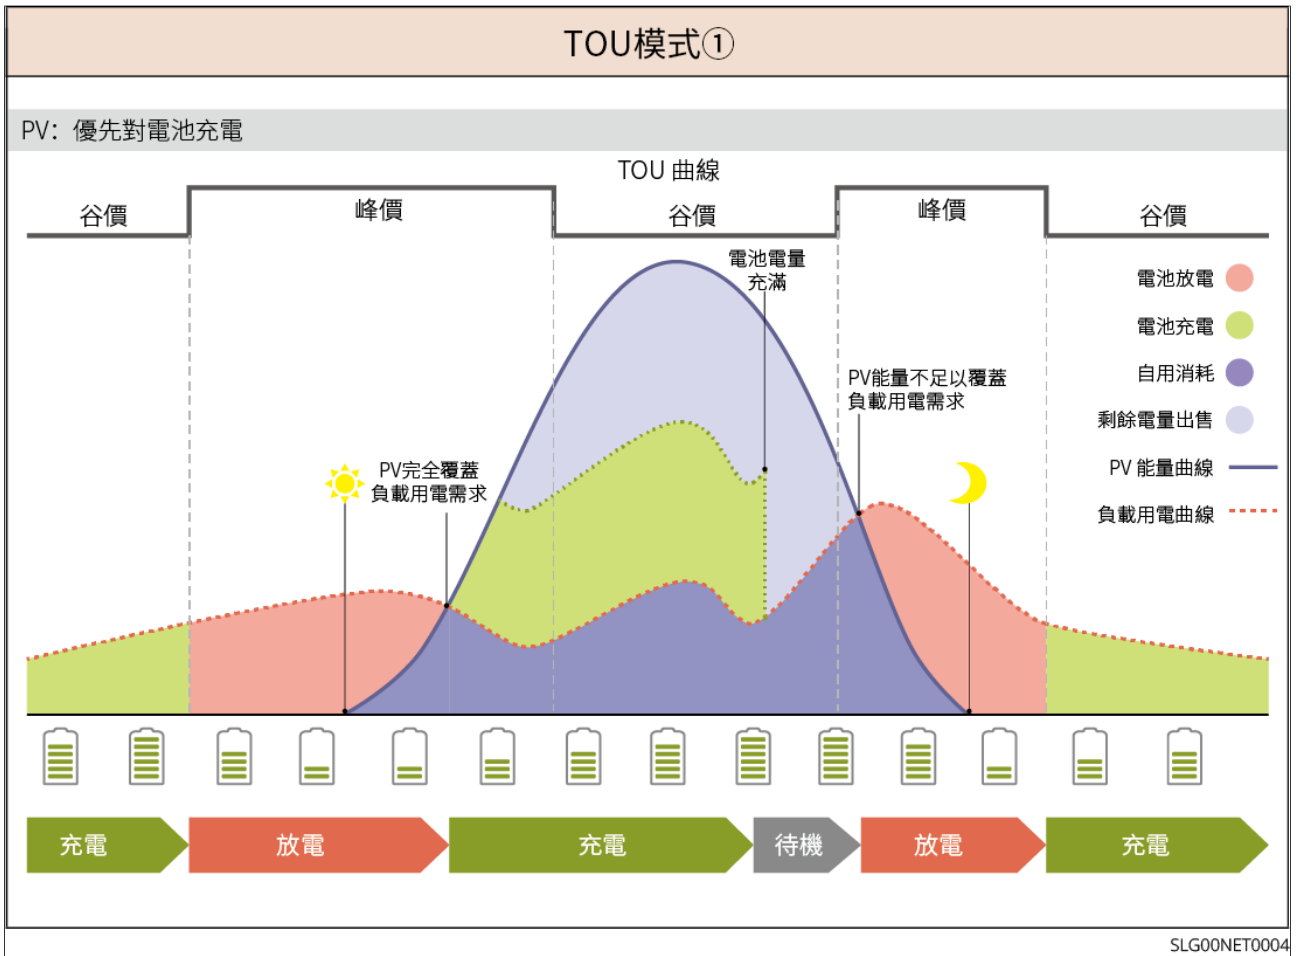 TOU模式①
PV：優先對電池充電
TOU 曲線
谷價
峰價
谷價
峰價
谷價
電池電量
充滿
電池放電
電池充電
自用消耗
剩餘電量出售
PV 能量曲線
負載用電曲線
PV能量不足以覆蓋
負載用電需求
PV完全覆蓋
負載用電需求
充電
放電
充電
待機
放電
充電
SLG00NET0004